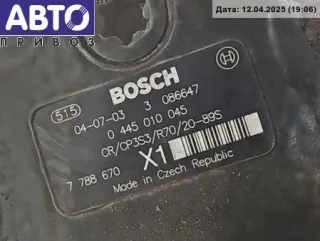 АВТО
ПРИВОЗ
Дата: 12.04.2025 (19:06)
BOSCH
515
04-07-03 3 086647
0 445 010 045
CR/CP3S3/R70/20-89S
7 788 670 X1
Made in Czech Republic